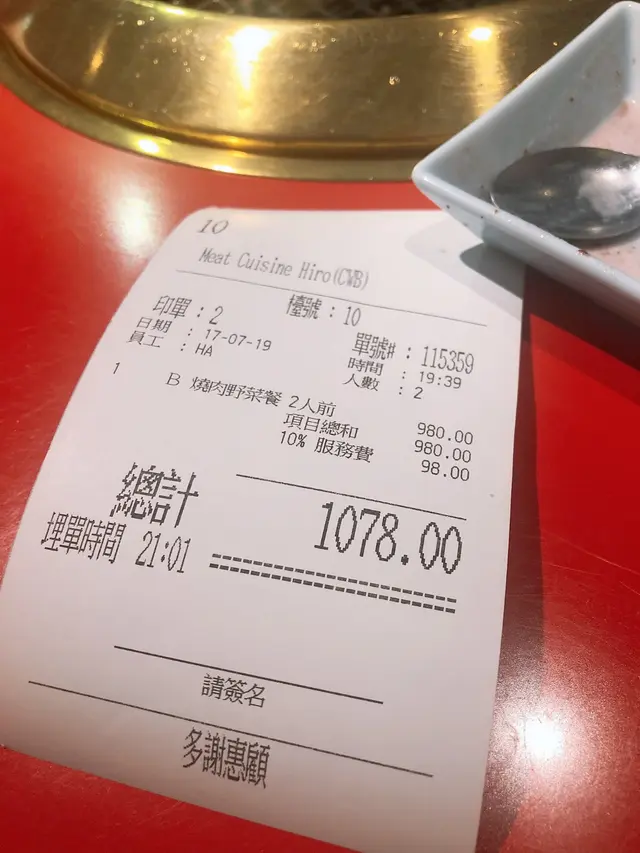 10
Meat Cuisine Hiro(CWB)
印單 : 2 檯號 : 10 單號# : 115359
日期 : 17-07-19 時間 : 19:39
員工 : HA 人數 : 2
1 B 燒肉野菜餐 2人前 980.00
項目總和 980.00
10% 服務費 98.00
總計 1078.00
埋單時間 21:01
請簽名
多謝惠顧